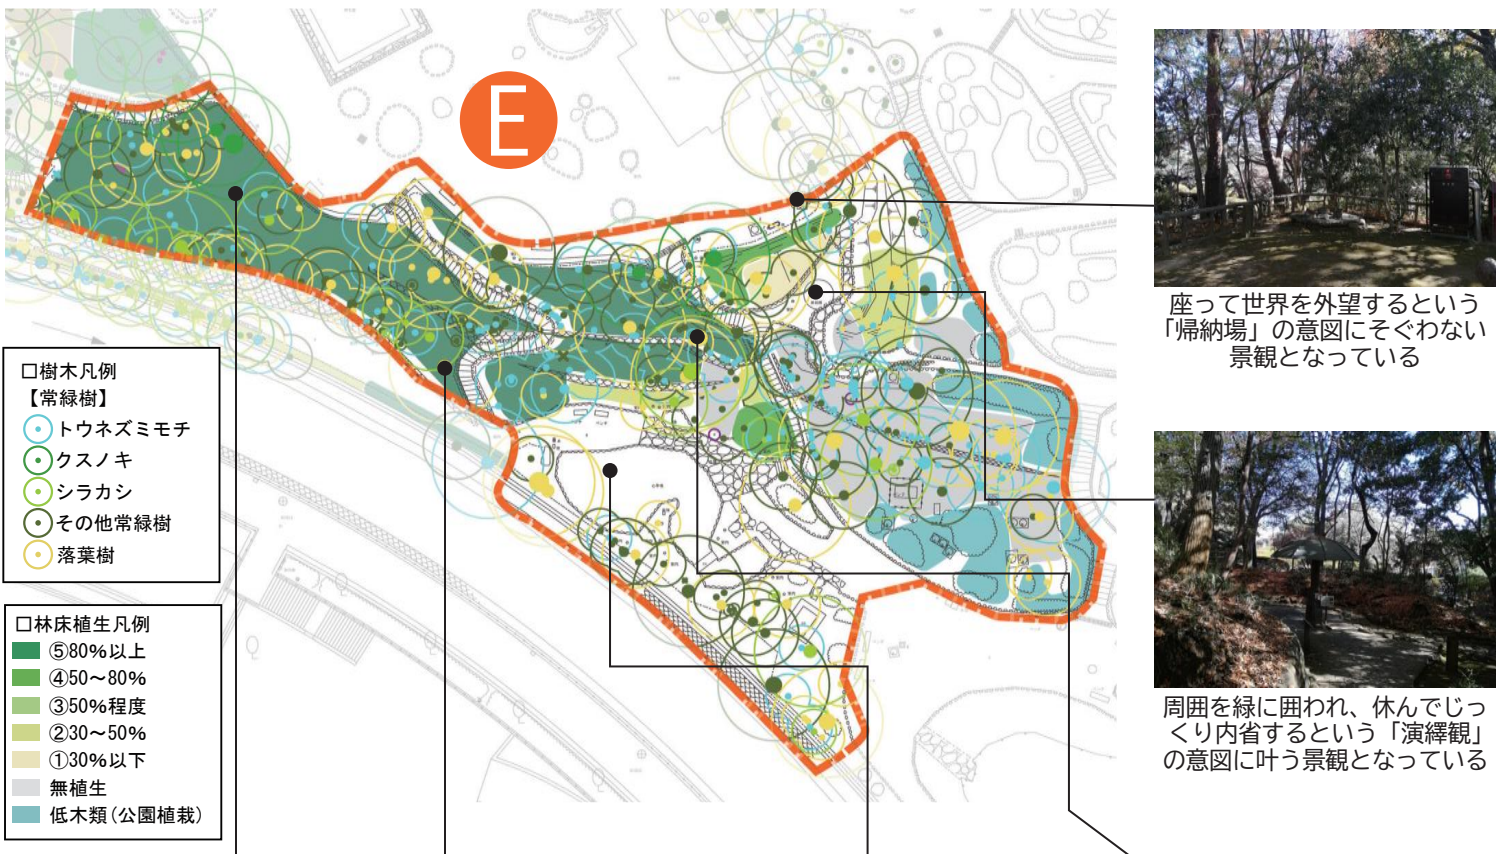 E
□樹木凡例
【常緑樹】
トウネズミモチ
クスノキ
シラカシ
その他常緑樹
落葉樹
□林床植生凡例
⑤80%以上
④50～80%
③50%程度
②30～50%
①30%以下
無植生
低木類(公園植栽)
座って世界を外望するという
「帰納場」の意図にそぐわない
景観となっている
周囲を緑に囲われ、休んでじっ
くり内省するという「演繹観」
の意図に叶う景観となっている